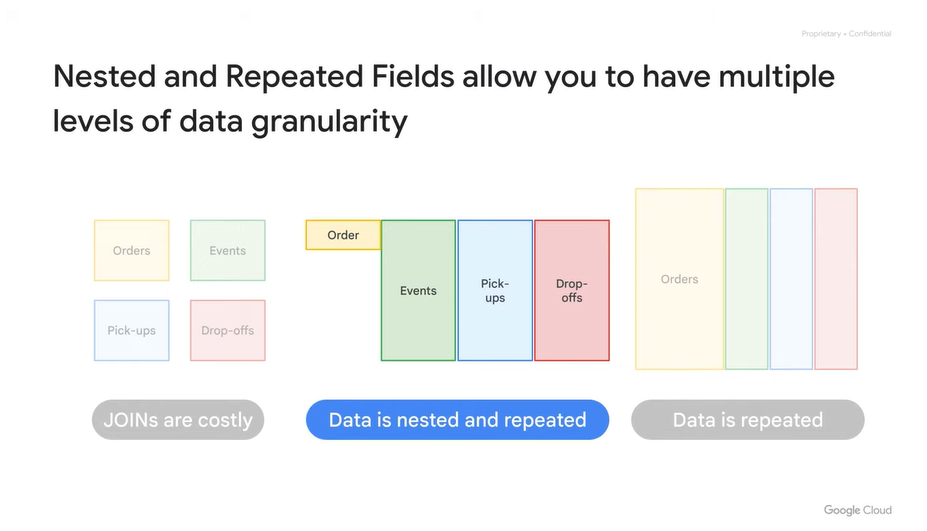 Proprietary + Confidential
Nested and Repeated Fields allow you to have multiple
levels of data granularity
Orders
Events
Pick-ups
Drop-offs
JOINs are costly
Order
Events
Pick-
ups
Drop-
offs
Data is nested and repeated
Orders
Data is repeated
Google Cloud